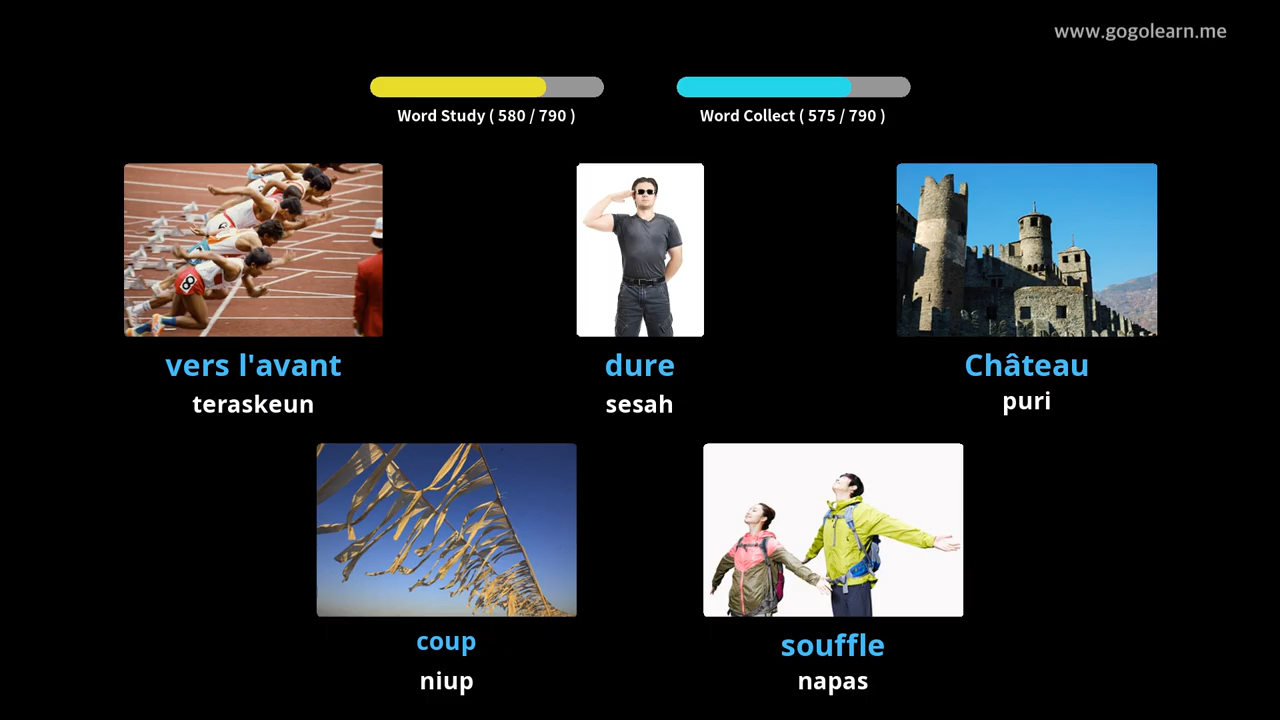 www.gogolearn.me
Word Study ( 580 / 790 )
Word Collect ( 575 / 790 )
vers l'avant
teraskeun
dure
sesah
Château
puri
coup
niup
souffle
napas